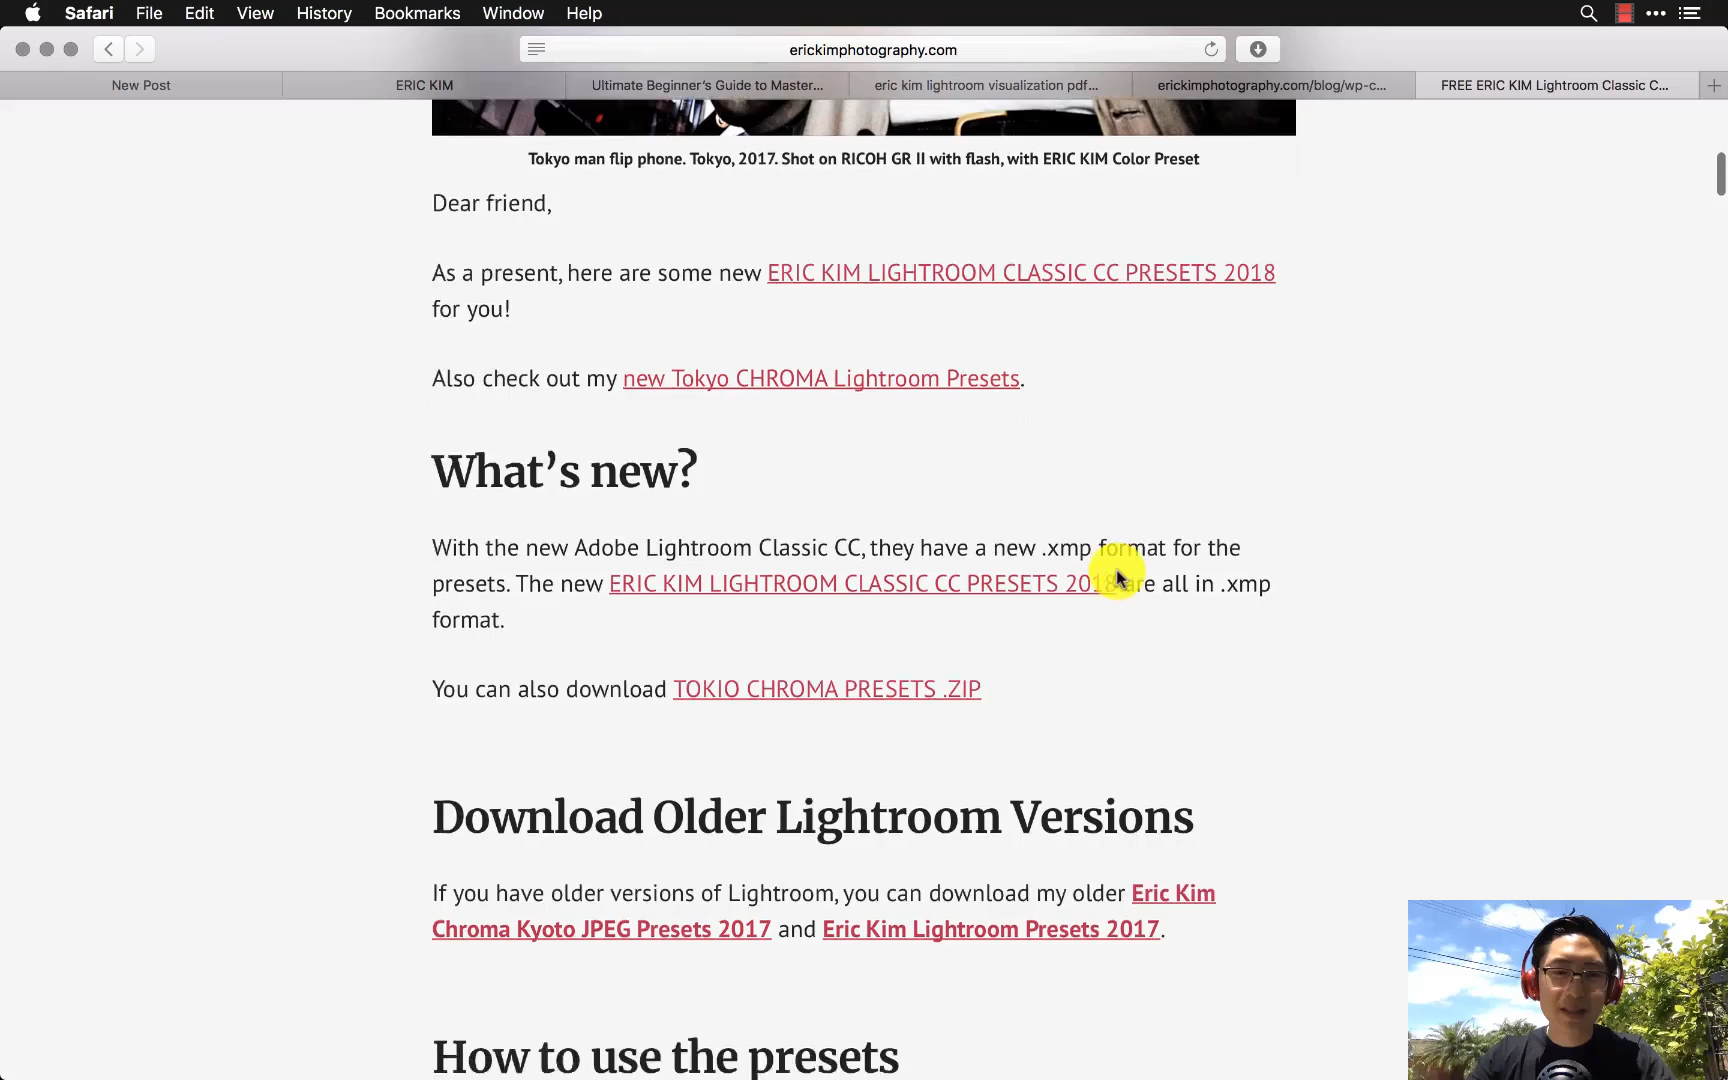 Safari File Edit View History Bookmarks Window Help
erickimphotography.com
New Post
ERIC KIM
Ultimate Beginner's Guide to Master...
eric kim lightroom visualization pdf...
erickimphotography.com/blog/wp-c...
FREE ERIC KIM Lightroom Classic C...
Tokyo man flip phone. Tokyo, 2017. Shot on RICOH GR II with flash, with ERIC KIM Color Preset
Dear friend,
As a present, here are some new ERIC KIM LIGHTROOM CLASSIC CC PRESETS 2018
for you!
Also check out my new Tokyo CHROMA Lightroom Presets.
What’s new?
With the new Adobe Lightroom Classic CC, they have a new .xmp format for the
presets. The new ERIC KIM LIGHTROOM CLASSIC CC PRESETS 2018 are all in .xmp
format.
You can also download TOKIO CHROMA PRESETS .ZIP
Download Older Lightroom Versions
If you have older versions of Lightroom, you can download my older Eric Kim
Chroma Kyoto JPEG Presets 2017 and Eric Kim Lightroom Presets 2017.
How to use the presets